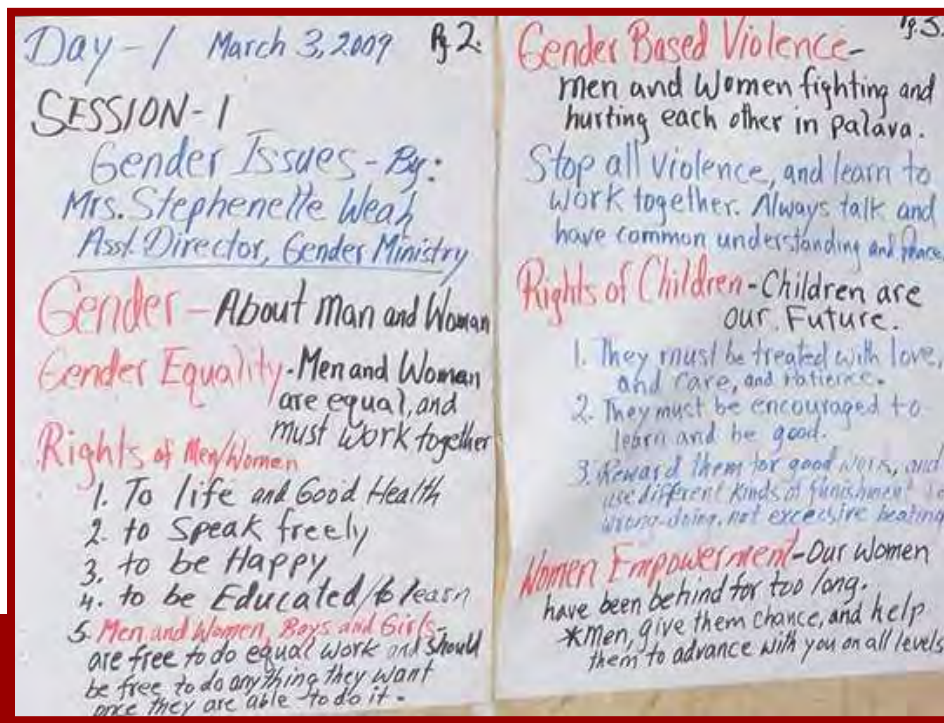 Day-1 March 3, 2009 Pg 2.
SESSION-1
Gender Issues - By:
Mrs. Stephenelle Weah
Asst. Director, Gender Ministry
Gender - About Man and Woman
Gender Equality - Men and Woman
are equal, and
must work together
Rights of Men/Women
1. To life and Good Health
2. to Speak freely
3. to be Happy
4. to be Educated/to learn
5. Men and Women, Boys and Girls-
are free to do equal work and should
be free to do anything they want
once they are able to do it.
Pg.3.
Gender Based Violence-
men and Women fighting and
hurting each other in palava.
Stop all violence, and learn to
work together. Always talk and
have common understanding and peace.
Rights of Children - Children are
our Future.
1. They must be treated with love,
and care, and patience.
2. They must be encouraged to
learn and be good.
3. Reward them for good work, and
use different kinds of punishment
wrong-doing, not excessive beating
Women Empowerment - Our Women
have been behind for too long.
*Men, give them chance, and help
them to advance with you on all levels